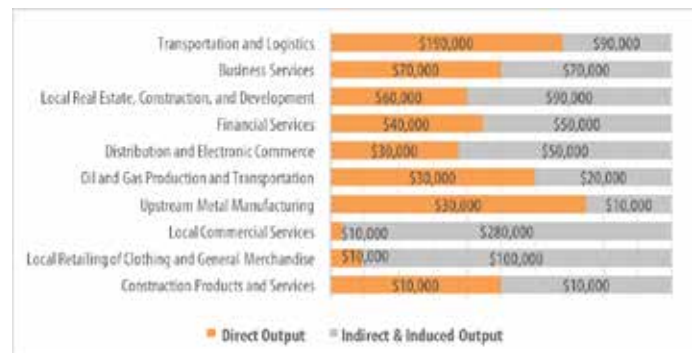 Transportation and Logistics $190,000 $90,000
Business Services $70,000 $70,000
Local Real Estate, Construction, and Development $60,000 $90,000
Financial Services $40,000 $50,000
Distribution and Electronic Commerce $30,000 $50,000
Oil and Gas Production and Transportation $30,000 $20,000
Upstream Metal Manufacturing $30,000 $10,000
Local Commercial Services $10,000 $280,000
Local Retailing of Clothing and General Merchandise $10,000 $100,000
Construction Products and Services $10,000 $10,000
Direct Output Indirect & Induced Output